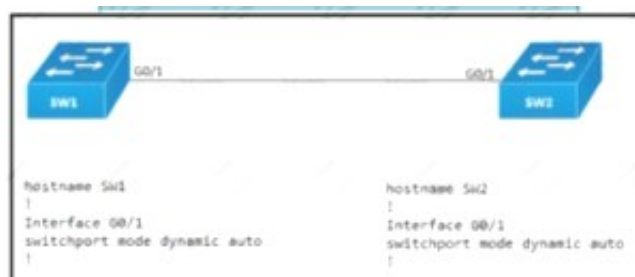 G0/1
G0/1
SW1
SW2
hostname SW1
!
Interface G0/1
switchport mode dynamic auto
!
hostname SW2
!
Interface G0/1
switchport mode dynamic auto
!